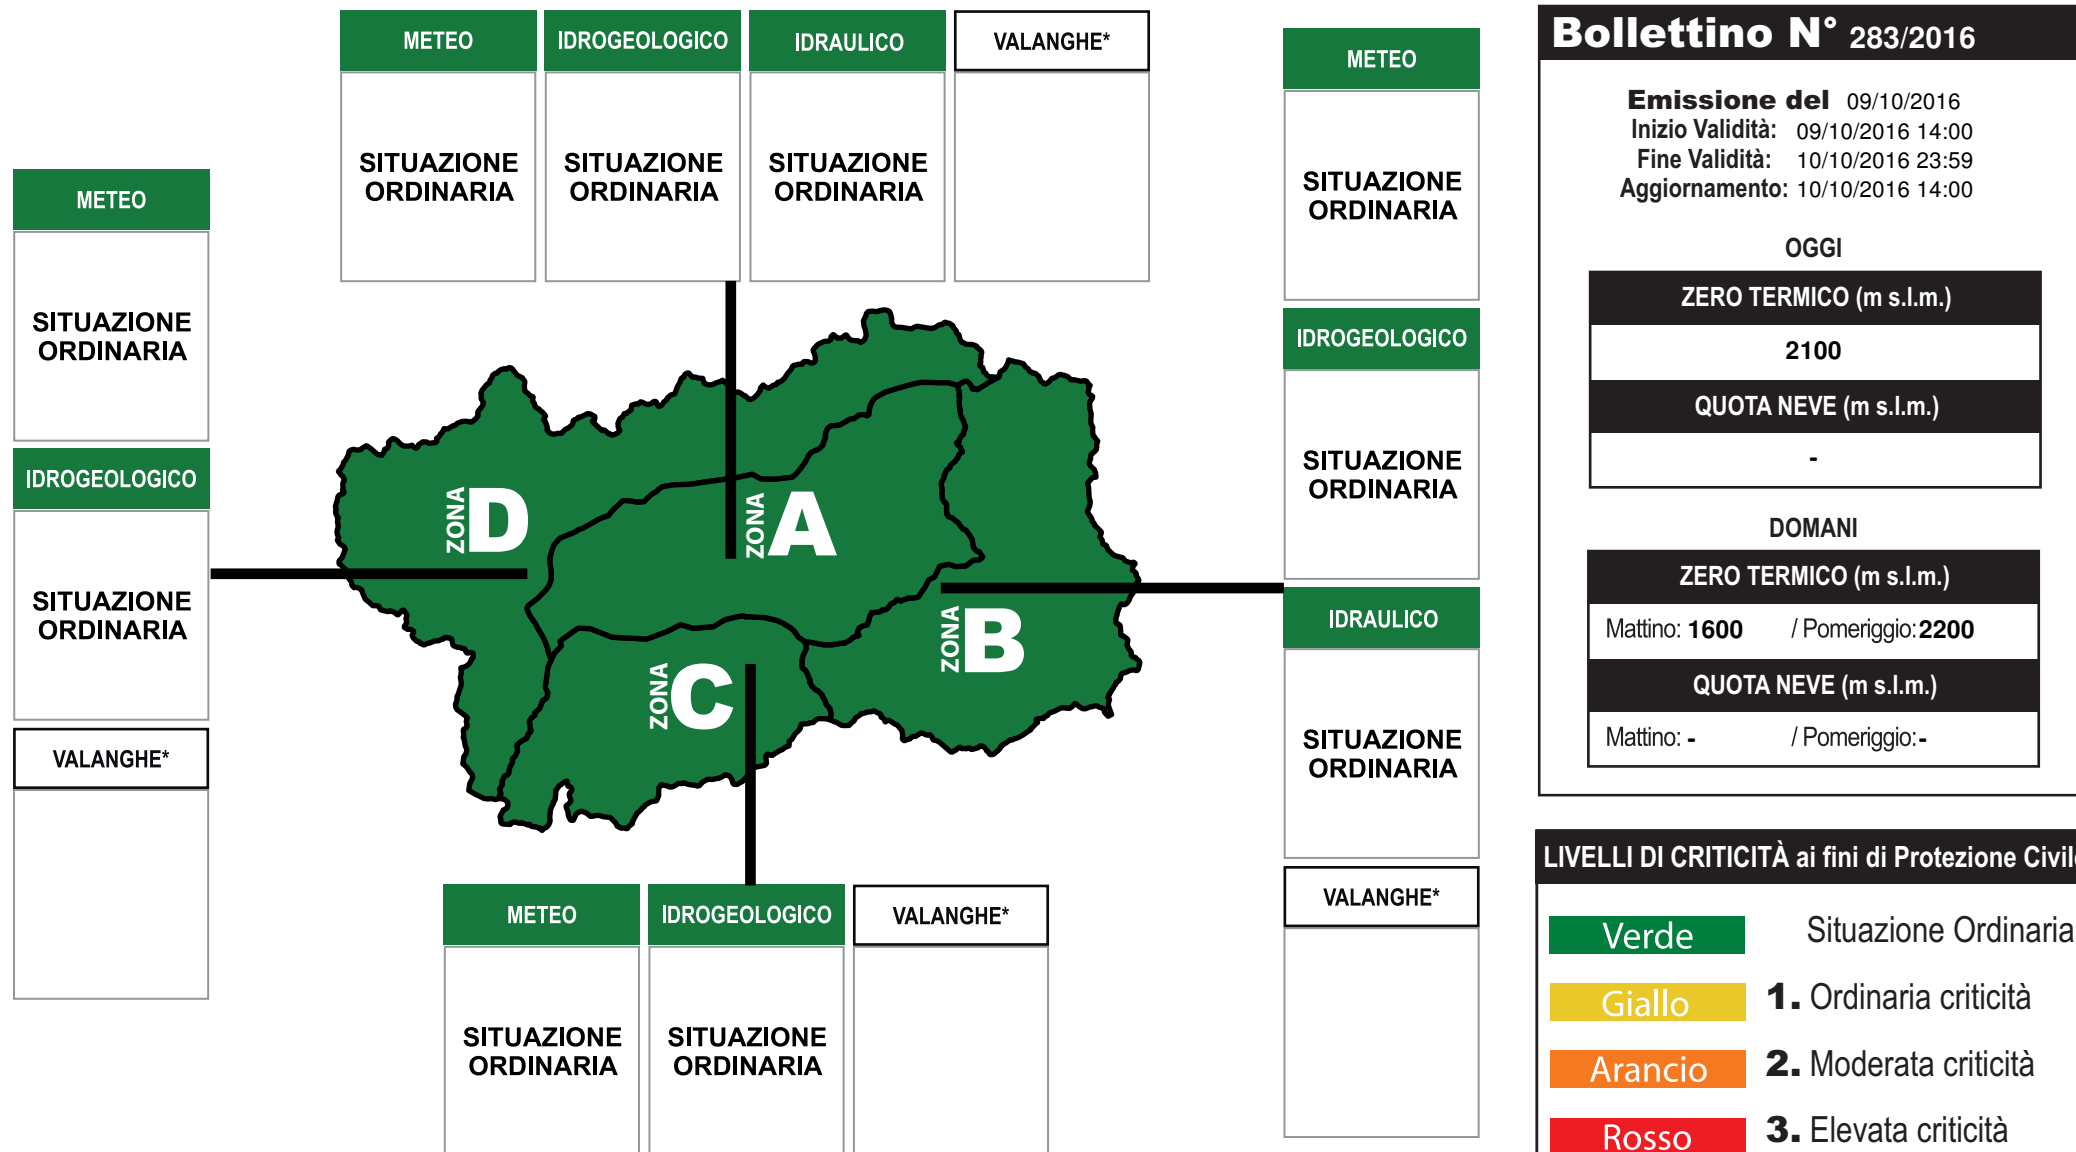 METEO
IDROGEOLOGICO
IDRAULICO
VALANGHE*
SITUAZIONE
ORDINARIA
SITUAZIONE
ORDINARIA
SITUAZIONE
ORDINARIA
METEO
SITUAZIONE
ORDINARIA
IDROGEOLOGICO
SITUAZIONE
ORDINARIA
VALANGHE*
ZONA D
ZONA A
ZONA B
ZONA C
METEO
SITUAZIONE
ORDINARIA
IDROGEOLOGICO
SITUAZIONE
ORDINARIA
IDRAULICO
SITUAZIONE
ORDINARIA
VALANGHE*
METEO
IDROGEOLOGICO
VALANGHE*
SITUAZIONE
ORDINARIA
SITUAZIONE
ORDINARIA
Bollettino N° 283/2016
Emissione del 09/10/2016
Inizio Validità: 09/10/2016 14:00
Fine Validità: 10/10/2016 23:59
Aggiornamento: 10/10/2016 14:00
OGGI
ZERO TERMICO (m s.l.m.)
2100
QUOTA NEVE (m s.l.m.)
-
DOMANI
ZERO TERMICO (m s.l.m.)
Mattino: 1600 / Pomeriggio: 2200
QUOTA NEVE (m s.l.m.)
Mattino: - / Pomeriggio: -
LIVELLI DI CRITICITÀ ai fini di Protezione Civile
Verde Situazione Ordinaria
Giallo 1. Ordinaria criticità
Arancio 2. Moderata criticità
Rosso 3. Elevata criticità